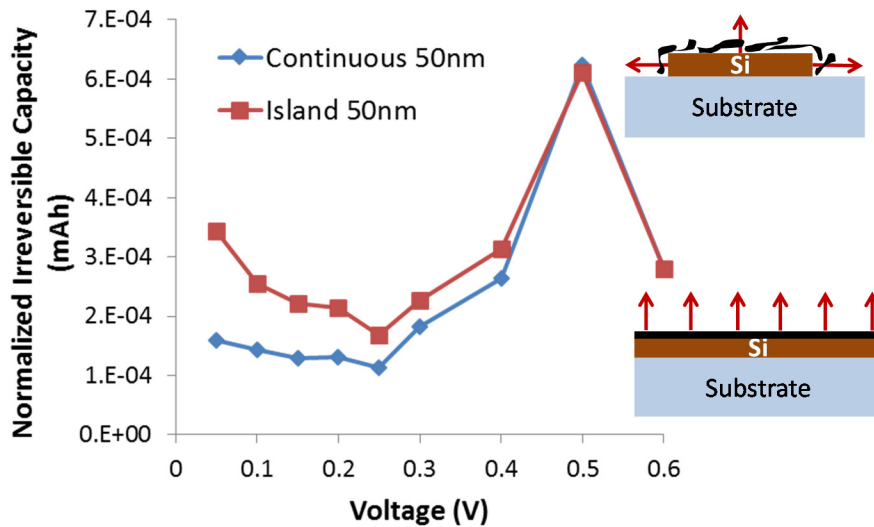 7.E-04
6.E-04
5.E-04
4.E-04
3.E-04
2.E-04
1.E-04
0.E+00
Normalized Irreversible Capacity
(mAh)
Continuous 50nm
Island 50nm
0
0.1
0.2
0.3
0.4
0.5
0.6
Voltage (V)
Si
Substrate
Si
Substrate